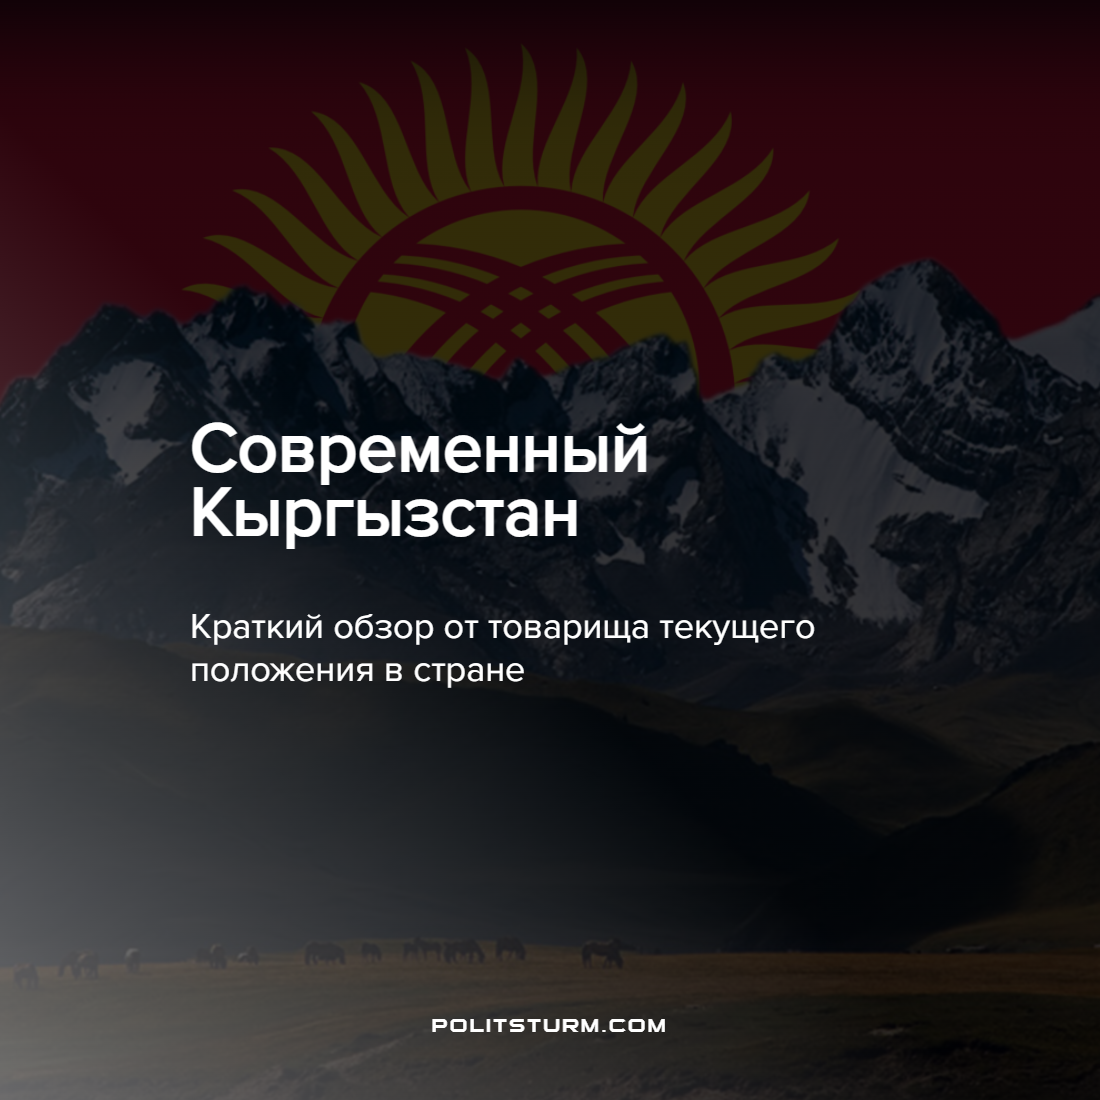 Современный
Кыргызстан
Краткий обзор от товарища текущего
положения в стране
POLITSTURM.COM